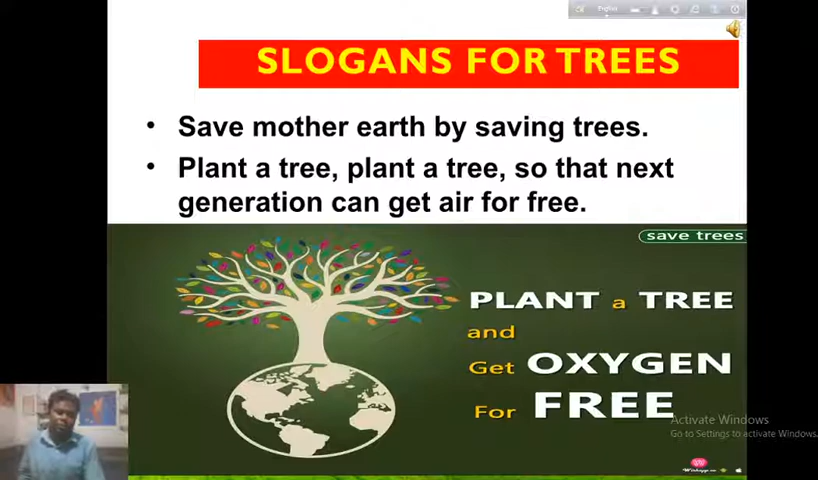 English
SLOGANS FOR TREES
• Save mother earth by saving trees.
• Plant a tree, plant a tree, so that next
generation can get air for free.
save trees
PLANT a TREE
and
Get OXYGEN
For FREE
Activate Windows
Go to Settings to activate Windows.